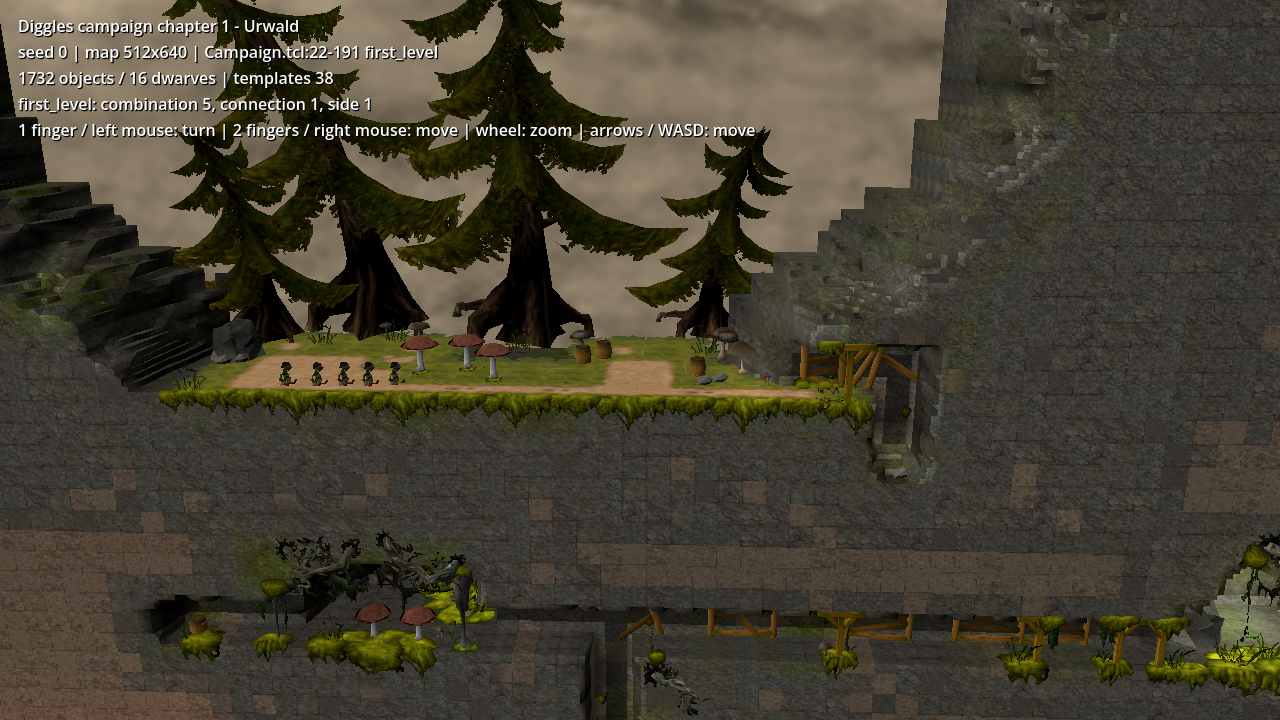 Diggles campaign chapter 1 - Urwald
seed 0 | map 512x640 | Campaign.tcl:22-191 first_level
1732 objects / 16 dwarves | templates 38
first_level: combination 5, connection 1, side 1
1 finger / left mouse: turn | 2 fingers / right mouse: move | wheel: zoom | arrows / WASD: move